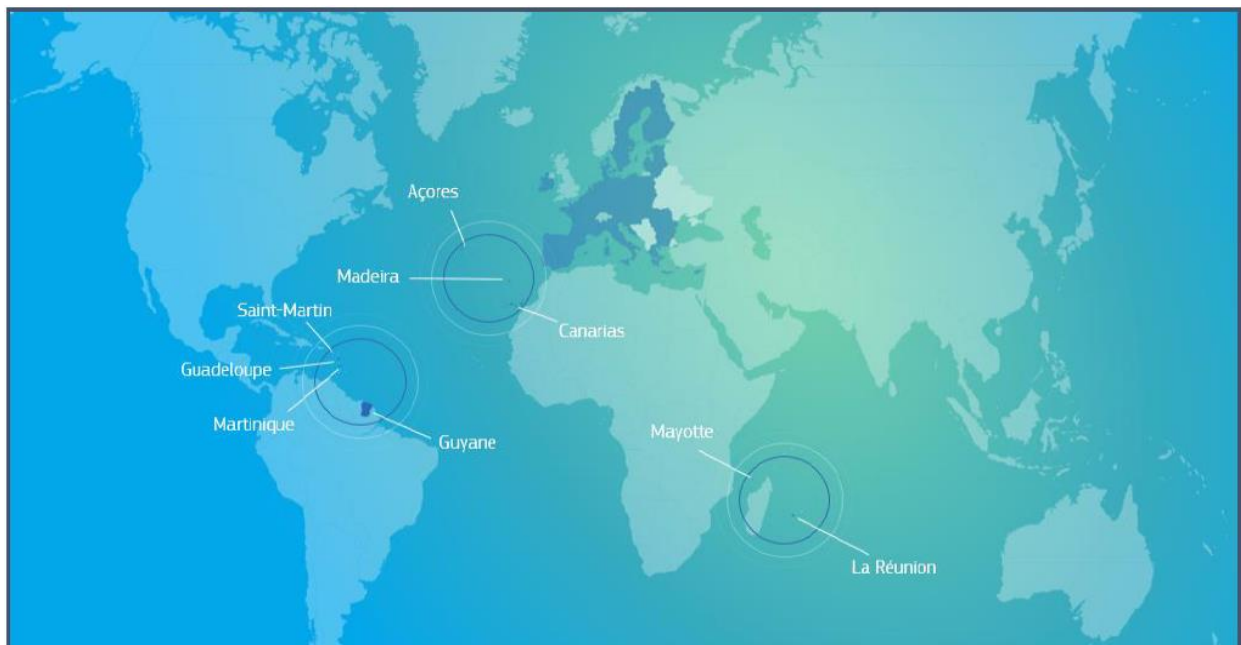 Açores
Madeira
Saint-Martin
Canarias
Guadeloupe
Martinique
Guyane
Mayotte
La Réunion